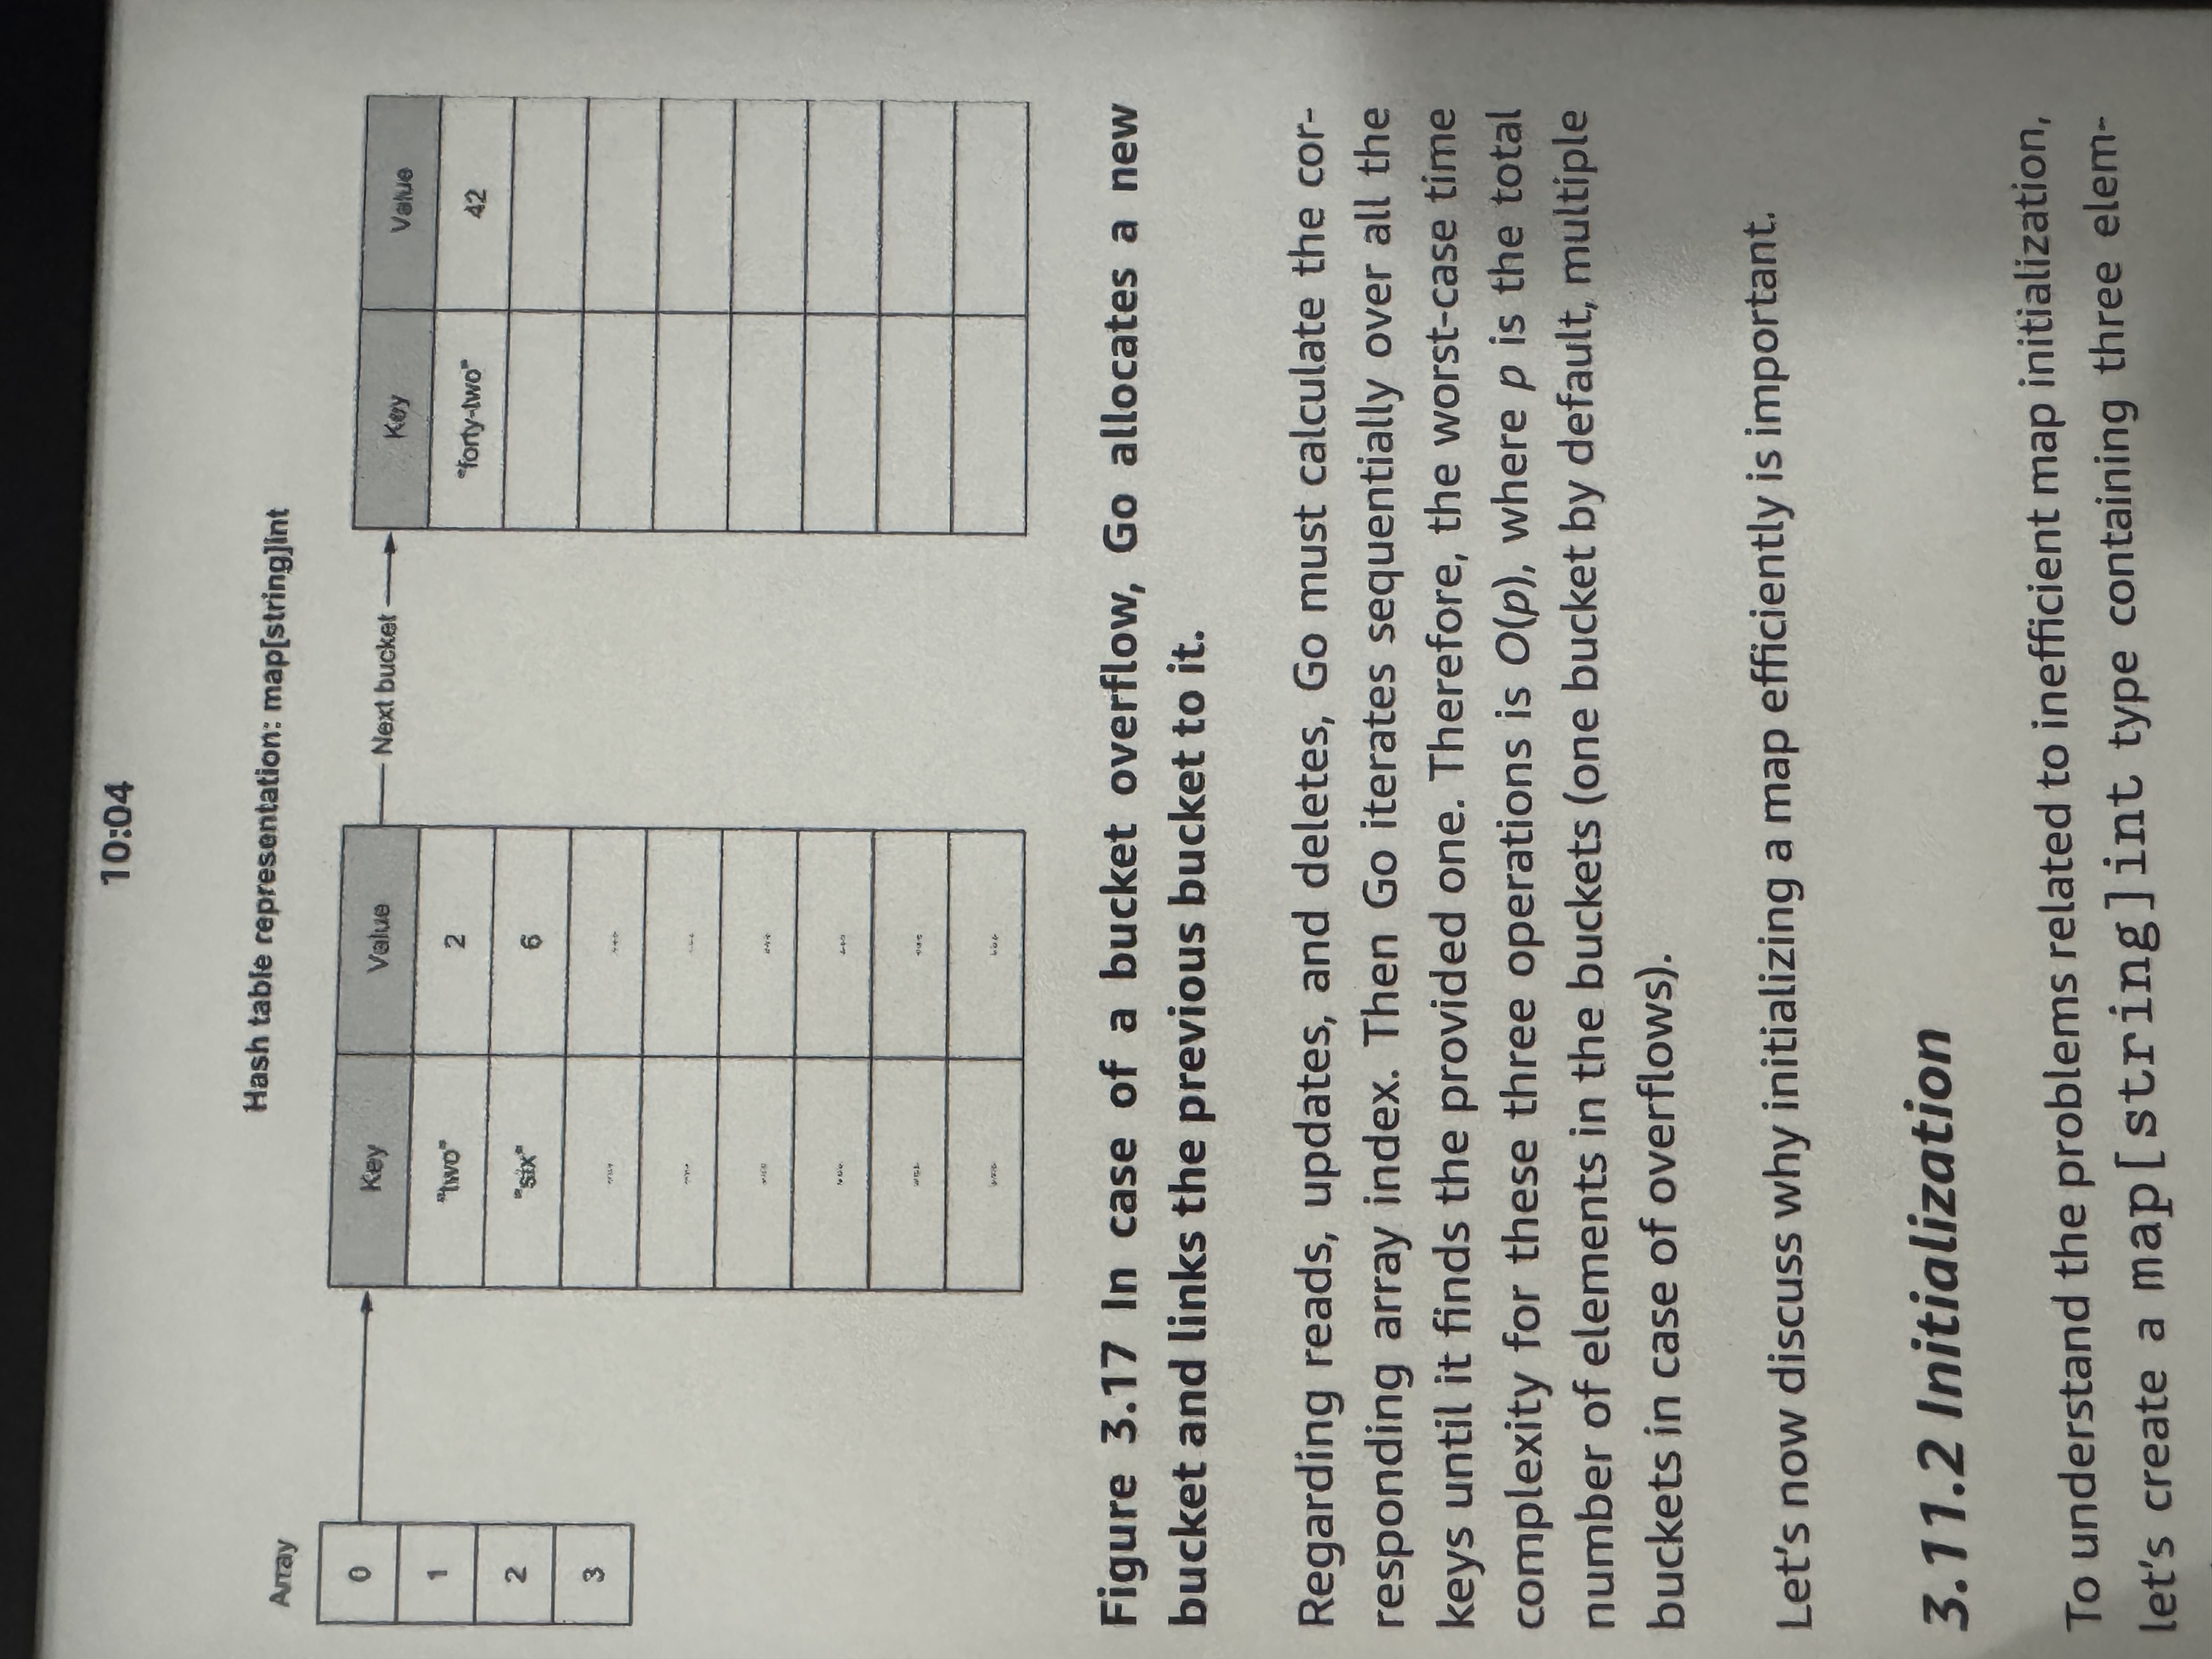 10:04
Hash table representation: map[string]int
Array
0
1
2
3
Key Value
"two" 2
"six" 6
... ...
... ...
... ...
... ...
... ...
... ...
Next bucket
Key Value
"forty-two" 42
Figure 3.17 In case of a bucket overflow, Go allocates a new
bucket and links the previous bucket to it.
Regarding reads, updates, and deletes, Go must calculate the cor-
responding array index. Then Go iterates sequentially over all the
keys until it finds the provided one. Therefore, the worst-case time
complexity for these three operations is O(p), where p is the total
number of elements in the buckets (one bucket by default, multiple
buckets in case of overflows).
Let's now discuss why initializing a map efficiently is important.
3.11.2 Initialization
To understand the problems related to inefficient map initialization,
let's create a map[string]int type containing three elem-